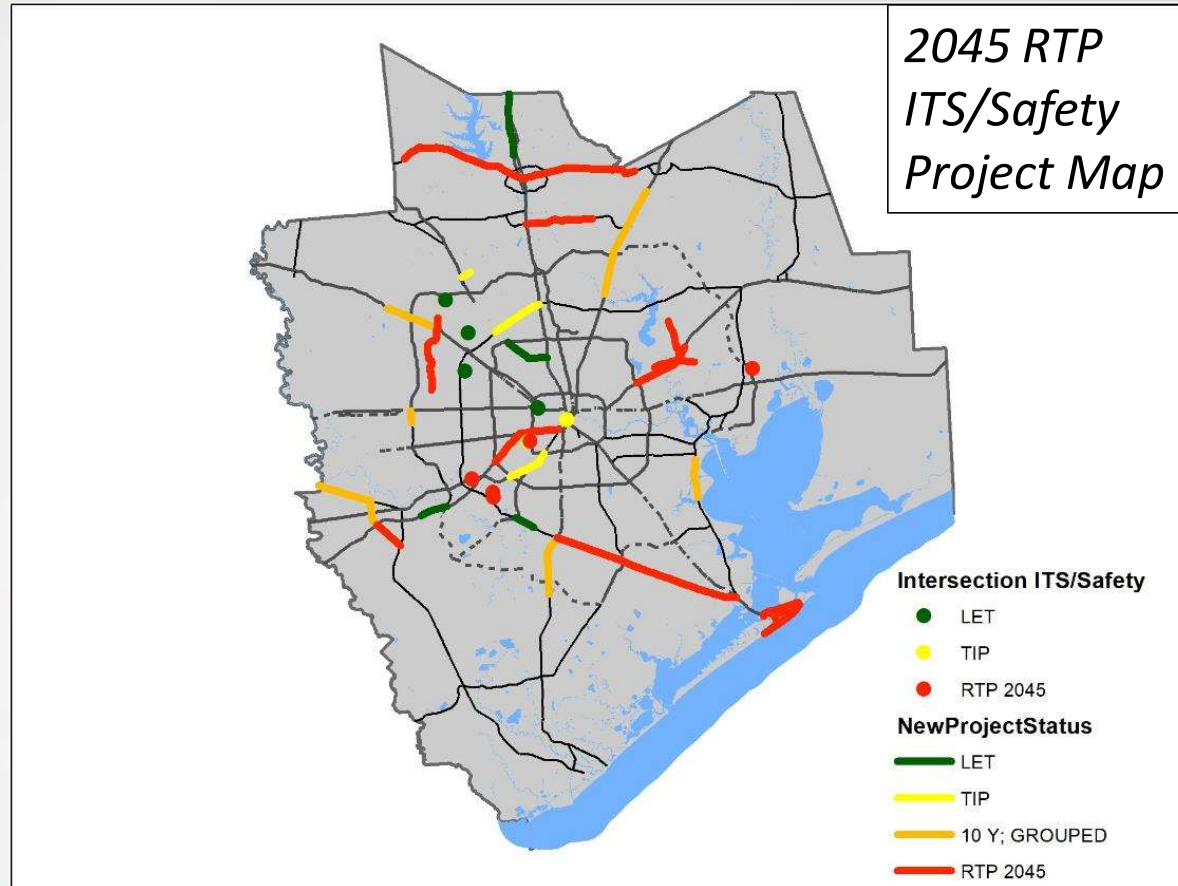 2045 RTP
ITS/Safety
Project Map
Intersection ITS/Safety
LET
TIP
RTP 2045
NewProjectStatus
LET
TIP
10 Y; GROUPED
RTP 2045